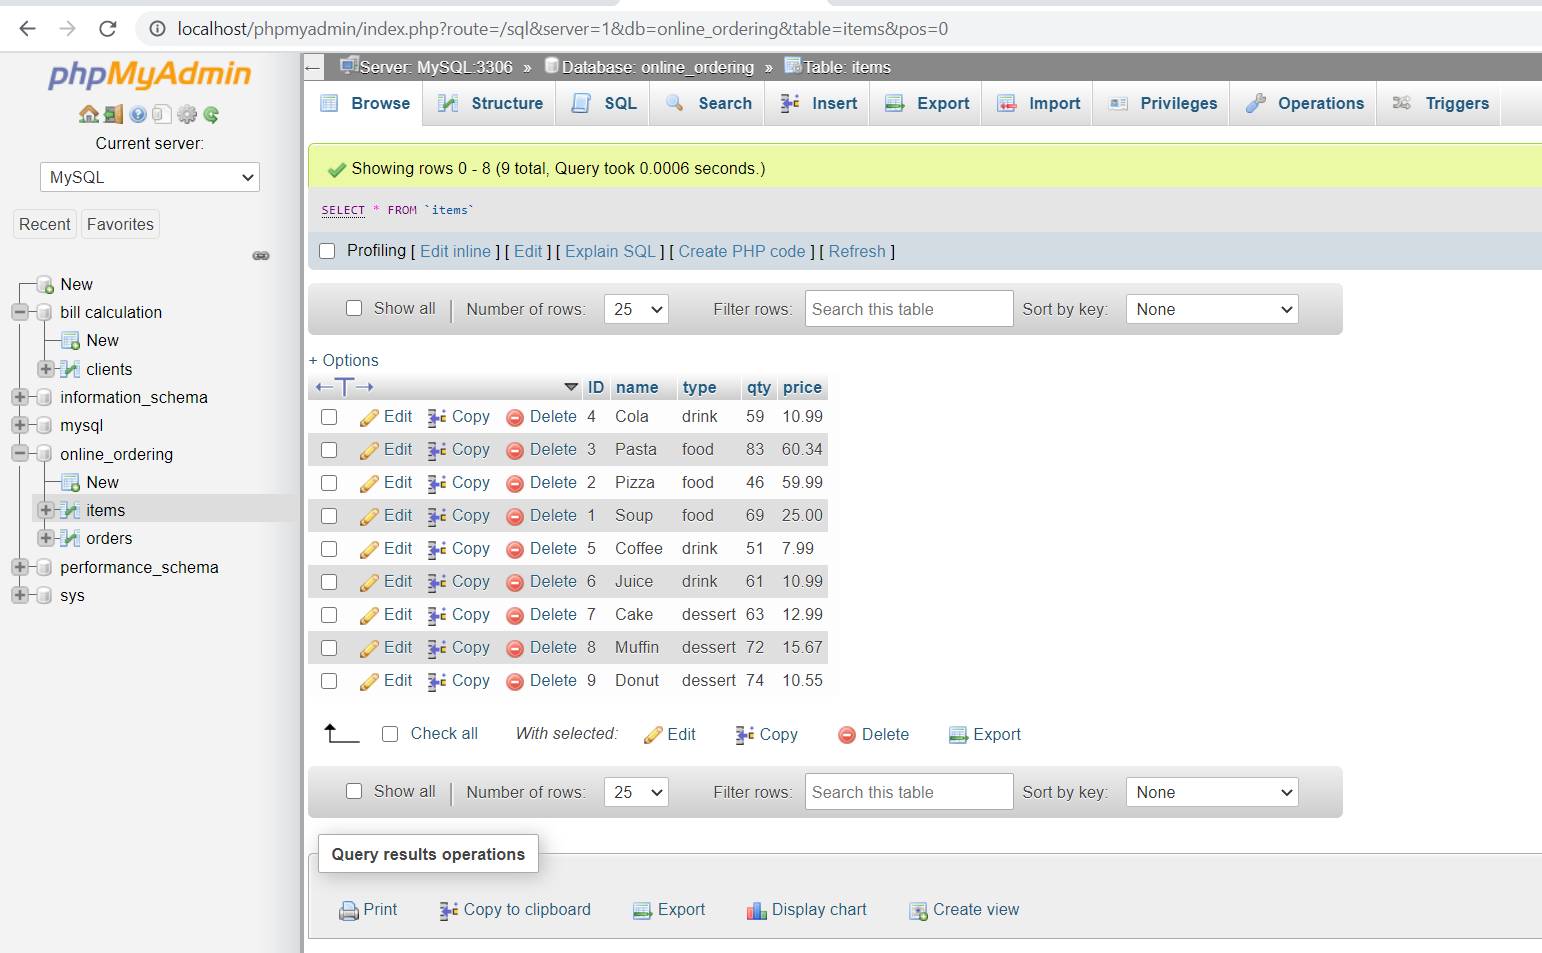 localhost/phpmyadmin/index.php?route=/sql&server=1&db=online_ordering&table=items&pos=0
phpMyAdmin
Current server:
MySQL
Recent Favorites
New
bill calculation
New
clients
information_schema
mysql
online_ordering
New
items
orders
performance_schema
sys
← Server: MySQL:3306 » Database: online_ordering » Table: items
Browse Structure SQL Search Insert Export Import Privileges Operations Triggers
Showing rows 0 - 8 (9 total, Query took 0.0006 seconds.)
SELECT * FROM `items`
Profiling [ Edit inline ] [ Edit ] [ Explain SQL ] [ Create PHP code ] [ Refresh ]
Show all Number of rows: 25 Filter rows: Search this table Sort by key: None
+ Options
←T→ ID name type qty price
Edit Copy Delete 4 Cola drink 59 10.99
Edit Copy Delete 3 Pasta food 83 60.34
Edit Copy Delete 2 Pizza food 46 59.99
Edit Copy Delete 1 Soup food 69 25.00
Edit Copy Delete 5 Coffee drink 51 7.99
Edit Copy Delete 6 Juice drink 61 10.99
Edit Copy Delete 7 Cake dessert 63 12.99
Edit Copy Delete 8 Muffin dessert 72 15.67
Edit Copy Delete 9 Donut dessert 74 10.55
Check all With selected: Edit Copy Delete Export
Show all Number of rows: 25 Filter rows: Search this table Sort by key: None
Query results operations
Print Copy to clipboard Export Display chart Create view